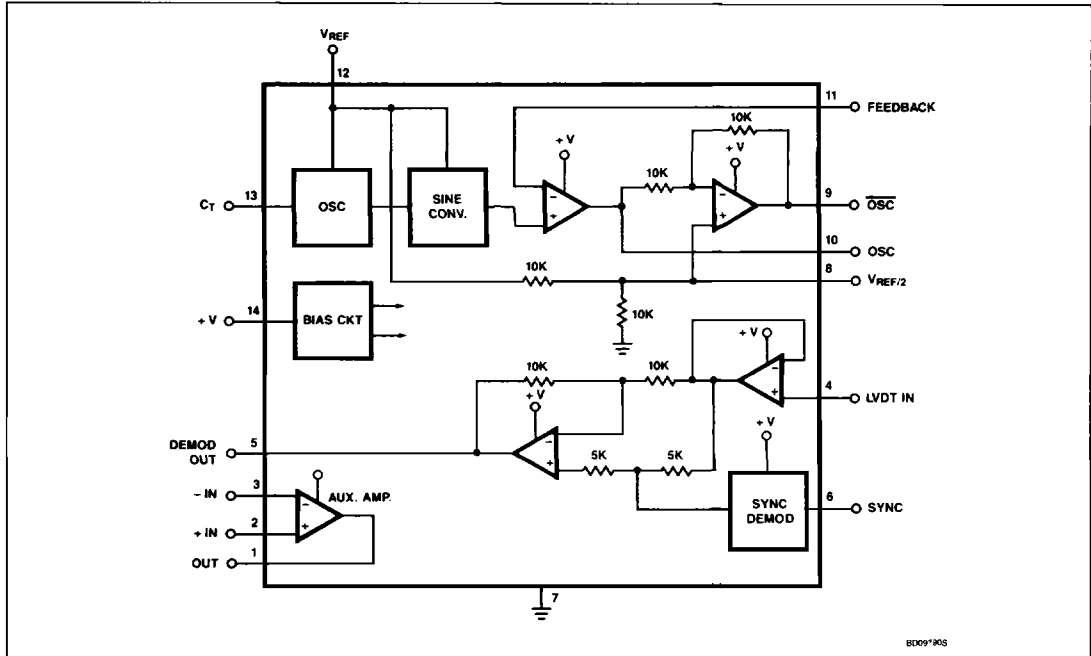 VREF
12
11
FEEDBACK
10K
+ V
+ V
10K
13
CT
OSC
SINE
CONV.
9
OSC
10
OSC
8
VREF/2
10K
10K
14
+ V
BIAS CKT
+ V
10K
10K
4
LVDT IN
+ V
+ V
5
DEMOD
OUT
5K
5K
3
– IN
AUX. AMP.
SYNC
DEMOD
6
SYNC
2
+ IN
1
OUT
7